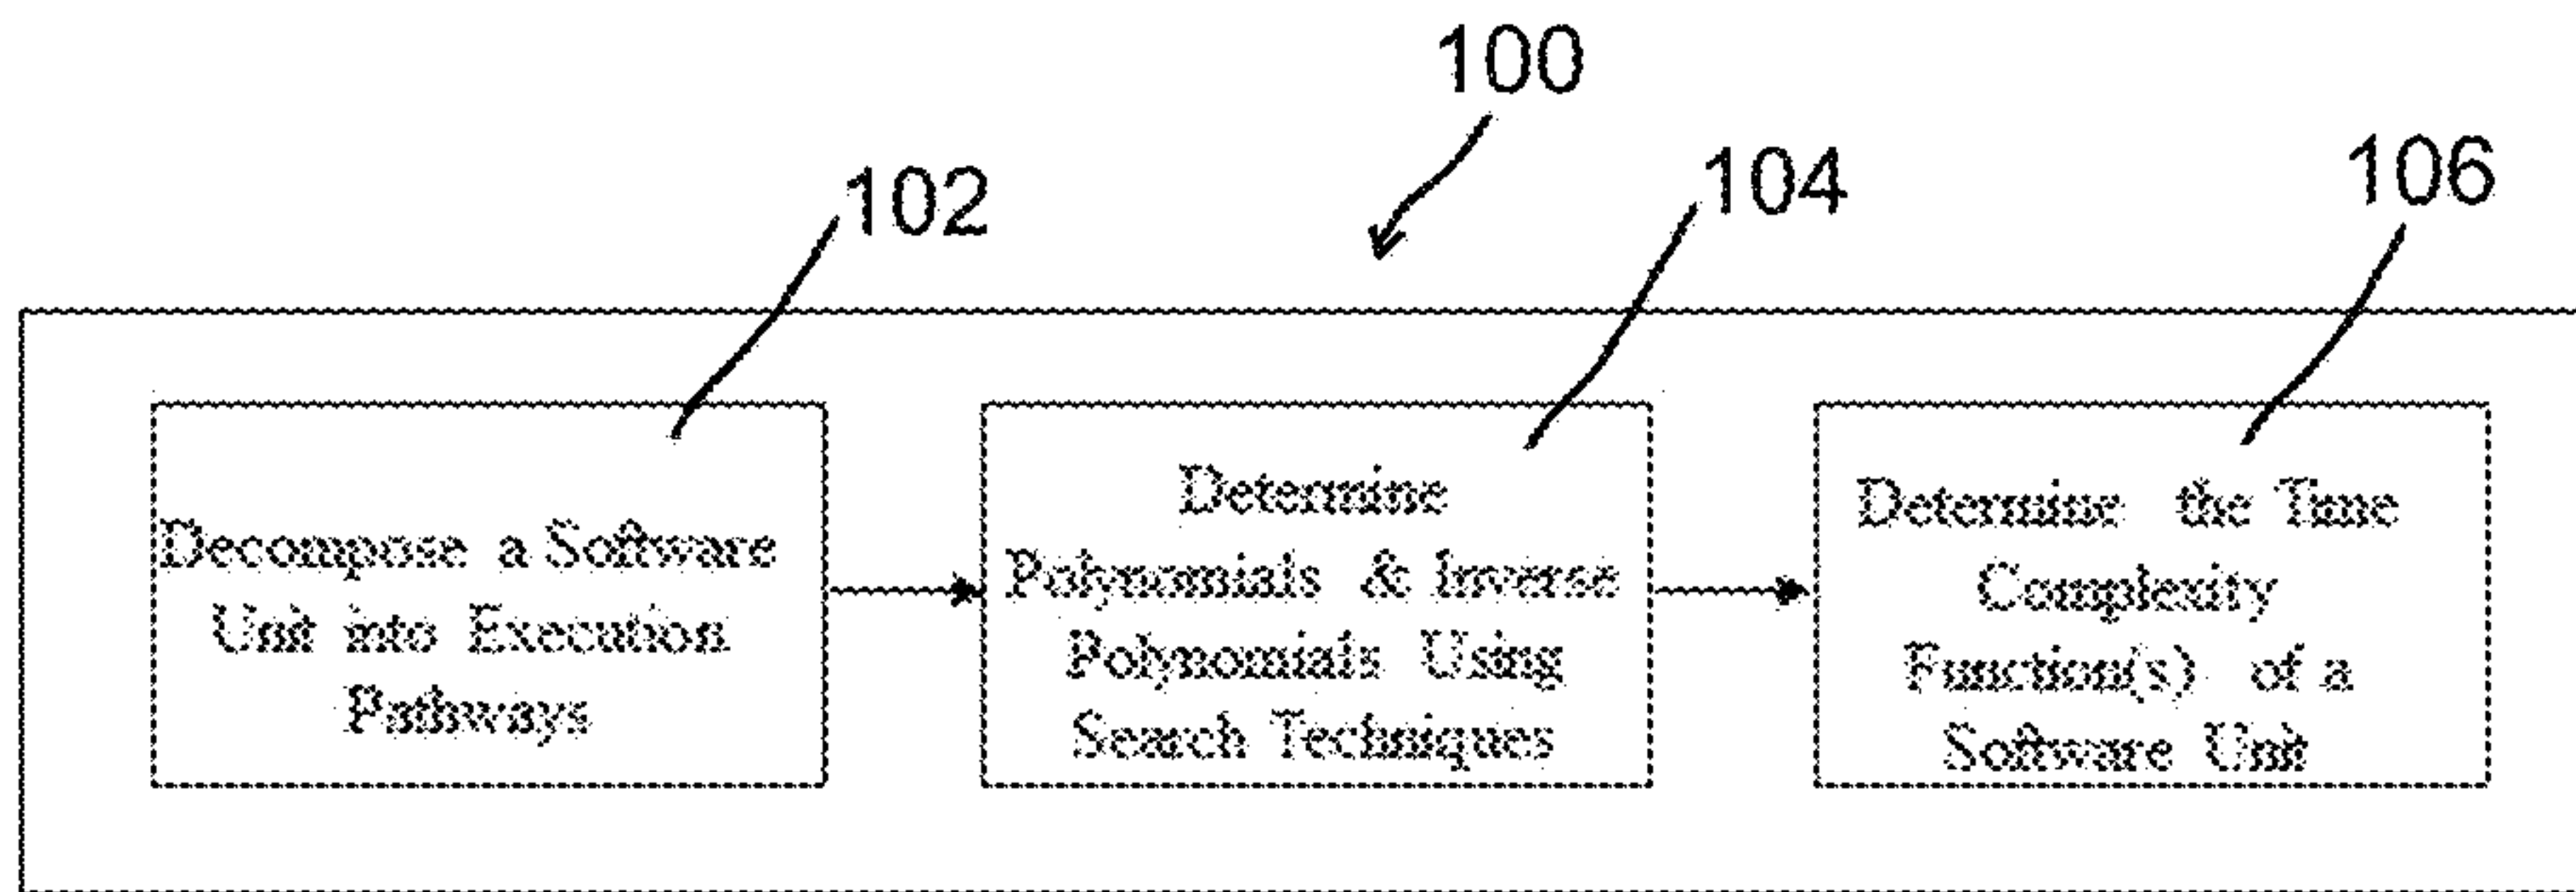 100
102
104
106
Decompose a Software
Unit into Execution
Pathways
Determine
Polynomials & Inverse
Polynomials Using
Search Techniques
Determine the Time
Complexity
Function(s) of a
Software Unit